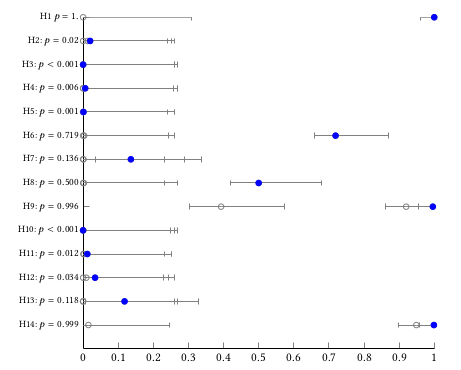 H1 p = 1.
H2: p = 0.02
H3: p < 0.001
H4: p = 0.006
H5: p = 0.001
H6: p = 0.719
H7: p = 0.136
H8: p = 0.500
H9: p = 0.996
H10: p < 0.001
H11: p = 0.012
H12: p = 0.034
H13: p = 0.118
H14: p = 0.999
0 0.1 0.2 0.3 0.4 0.5 0.6 0.7 0.8 0.9 1